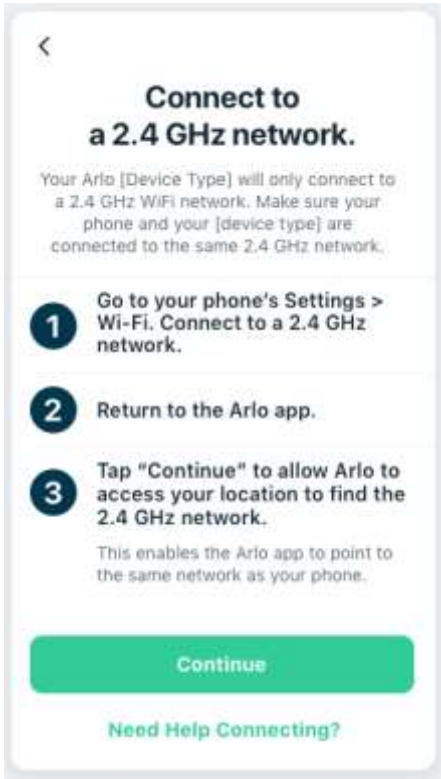 Connect to
a 2.4 GHz network.
Your Arlo [Device Type] will only connect to
a 2.4 GHz WiFi network. Make sure your
phone and your [device type] are
connected to the same 2.4 GHz network.
1
Go to your phone's Settings >
Wi-Fi. Connect to a 2.4 GHz
network.
2
Return to the Arlo app.
3
Tap "Continue" to allow Arlo to
access your location to find the
2.4 GHz network.
This enables the Arlo app to point to
the same network as your phone.
Continue
Need Help Connecting?